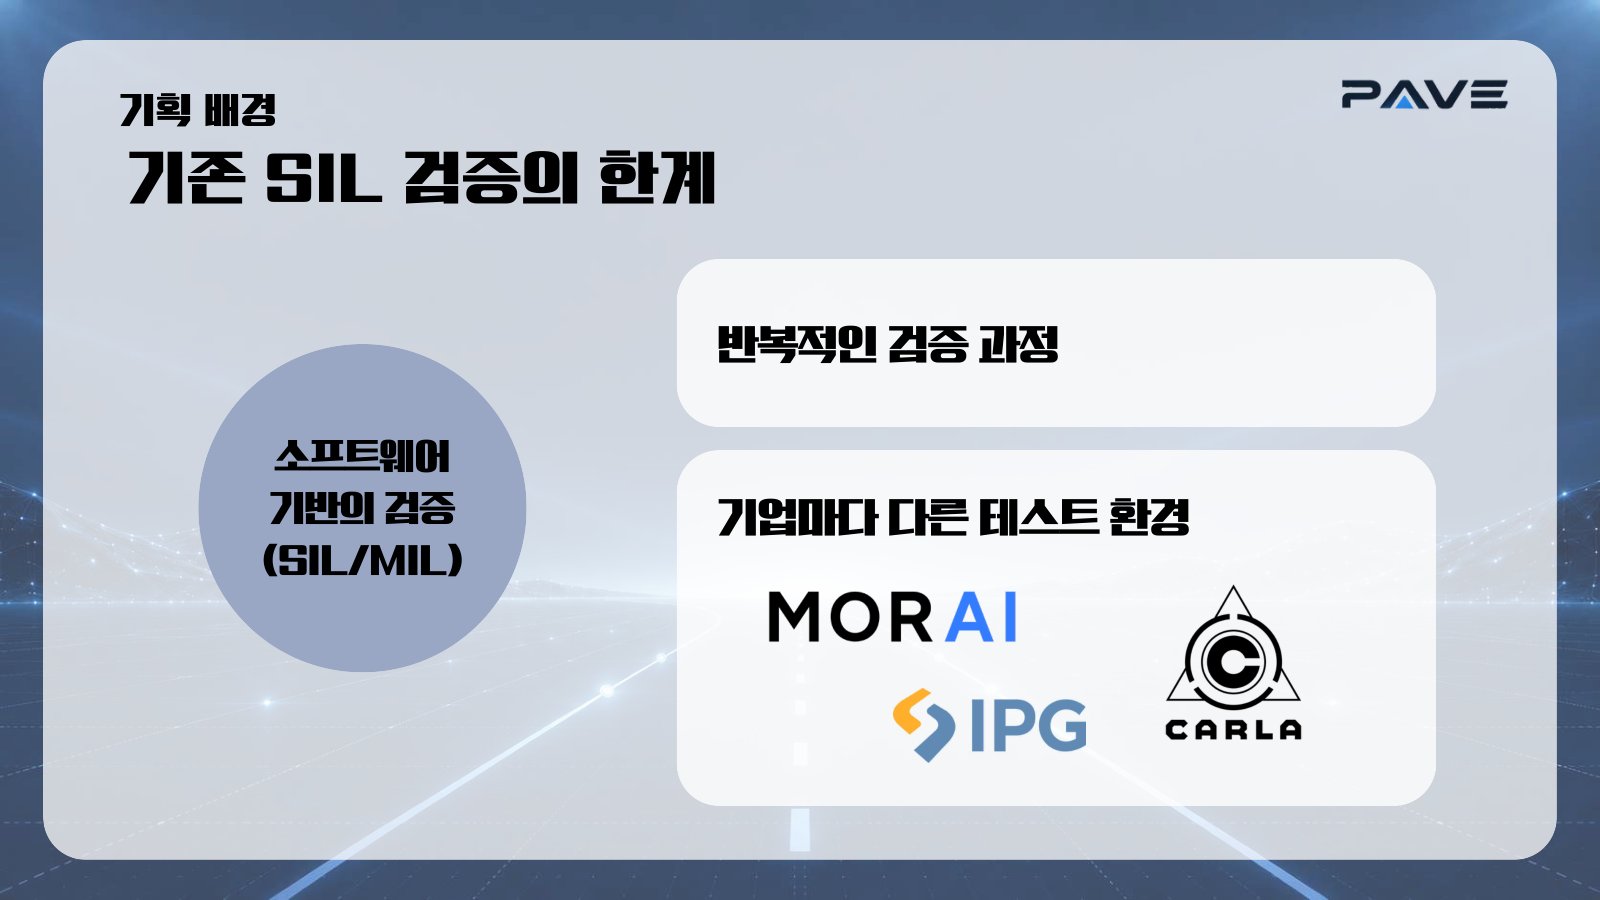 PAVE
기획 배경
기존 SIL 검증의 한계
소프트웨어
기반의 검증
(SIL/MIL)
반복적인 검증 과정
기업마다 다른 테스트 환경
MORAI
IPG
C
CARLA